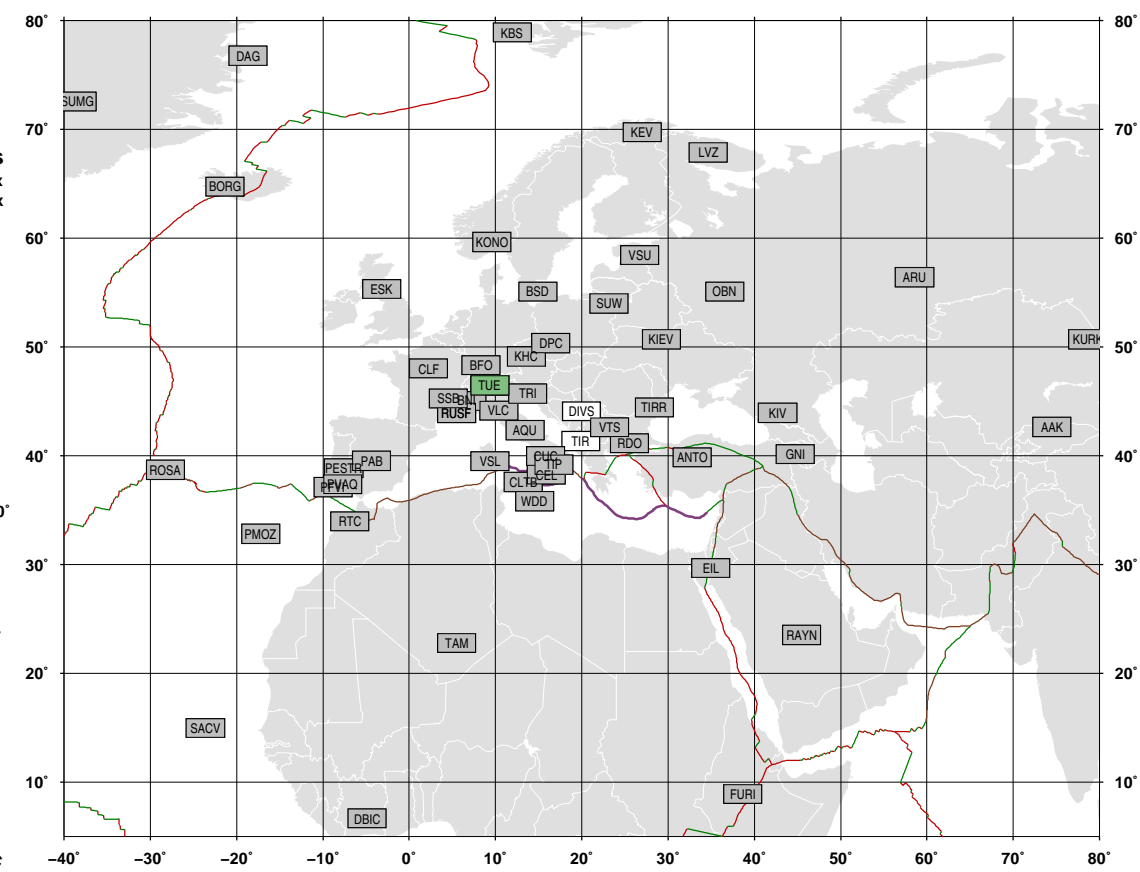 80° 80°
KBS
DAG
SUMG
70° 70°
KEV
LVZ
s
x
BORG
x
60° 60°
KONO
VSU
ARU
ESK
BSD
OBN
SUW
50° 50°
KIEV
KURK
DPC
KHC
BFO
CLF
TUE
TRI
SSB
BN
RUSF
VLC
DIVS
TIRR
KIV
AQU
VTS
AAK
TIR
RDO
40° 40°
ROSA
PESTR
PAB
VSL
CUC
TIP
ANTO
GNI
PVAQ
CEL
CLTB
WDD
0°
RTC
PMOZ
30° 30°
EIL
TAM
RAYN
20° 20°
SACV
10° 10°
FURI
DBIC
−40° −30° −20° −10° 0° 10° 20° 30° 40° 50° 60° 70° 80°